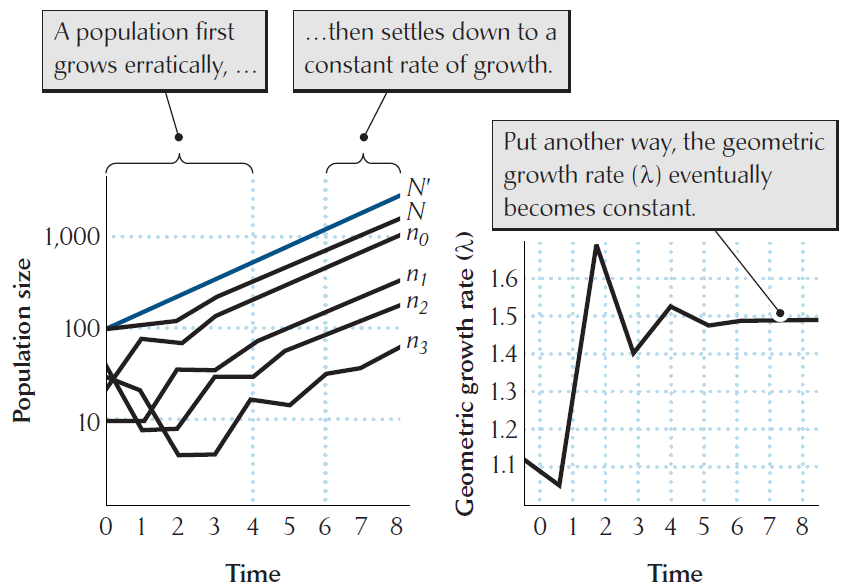 A population first
grows erratically, …
…then settles down to a
constant rate of growth.
Put another way, the geometric
growth rate (λ) eventually
becomes constant.
Population size
1,000
100
10
N'
N
n0
n1
n2
n3
0 1 2 3 4 5 6 7 8
Time
Geometric growth rate (λ)
1.6
1.5
1.4
1.3
1.2
1.1
0 1 2 3 4 5 6 7 8
Time